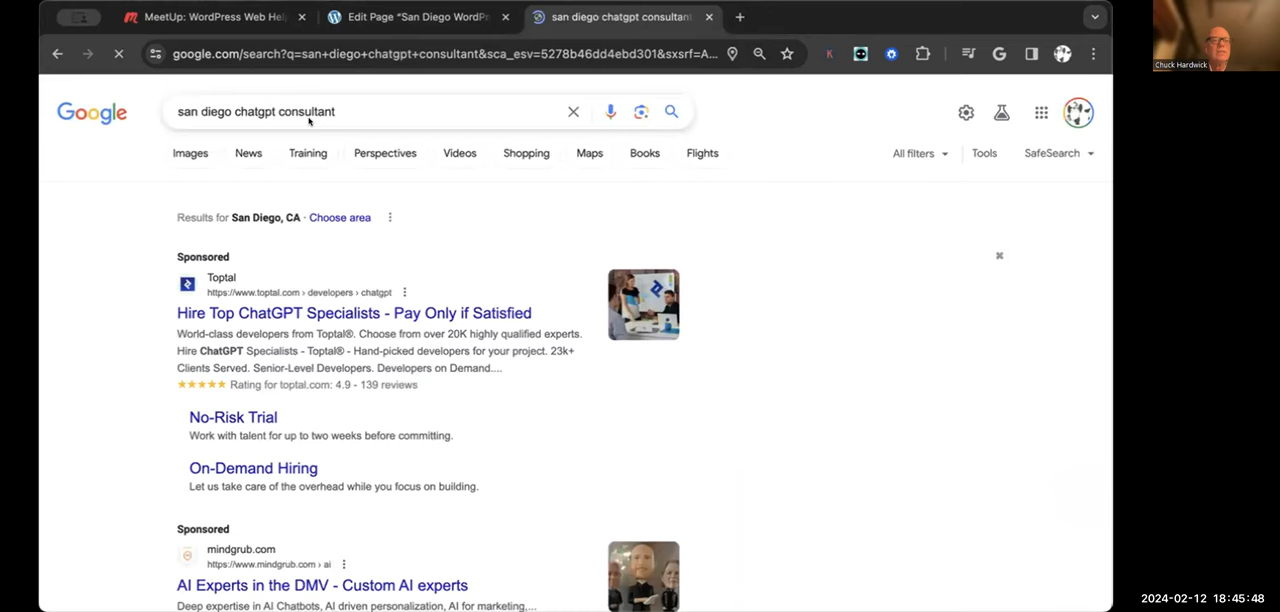 MeetUp: WordPress Web Hel
Edit Page "San Diego WordPr
san diego chatgpt consultant
google.com/search?q=san+diego+chatgpt+consultant&sca_esv=5278b46dd4ebd301&sxsrf=A...
Chuck Hardwick
Google
san diego chatgpt consultant
Images
News
Training
Perspectives
Videos
Shopping
Maps
Books
Flights
All filters
Tools
SafeSearch
Results for San Diego, CA · Choose area
Sponsored
Toptal
https://www.toptal.com › developers › chatgpt
Hire Top ChatGPT Specialists - Pay Only if Satisfied
World-class developers from Toptal®. Choose from over 20K highly qualified experts.
Hire ChatGPT Specialists - Toptal® - Hand-picked developers for your project. 23k+
Clients Served. Senior-Level Developers. Developers on Demand....
Rating for toptal.com: 4.9 - 139 reviews
No-Risk Trial
Work with talent for up to two weeks before committing.
On-Demand Hiring
Let us take care of the overhead while you focus on building.
Sponsored
mindgrub.com
https://www.mindgrub.com › ai
AI Experts in the DMV - Custom AI experts
Deep expertise in AI Chatbots, AI driven personalization, AI for marketing,...
2024-02-12 18:45:48